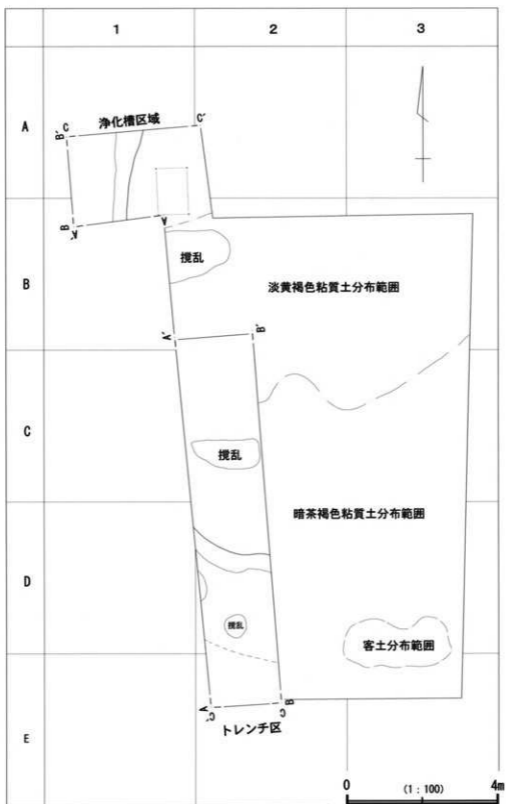 1
2
3
A
B
C
D
E
浄化槽区域
B'
C
C'
B
A'
A
撹乱
淡黄褐色粘質土分布範囲
A'
B'
撹乱
暗茶褐色粘質土分布範囲
撹乱
客土分布範囲
A
C'
C
B
トレンチ区
0
(1:100)
4m